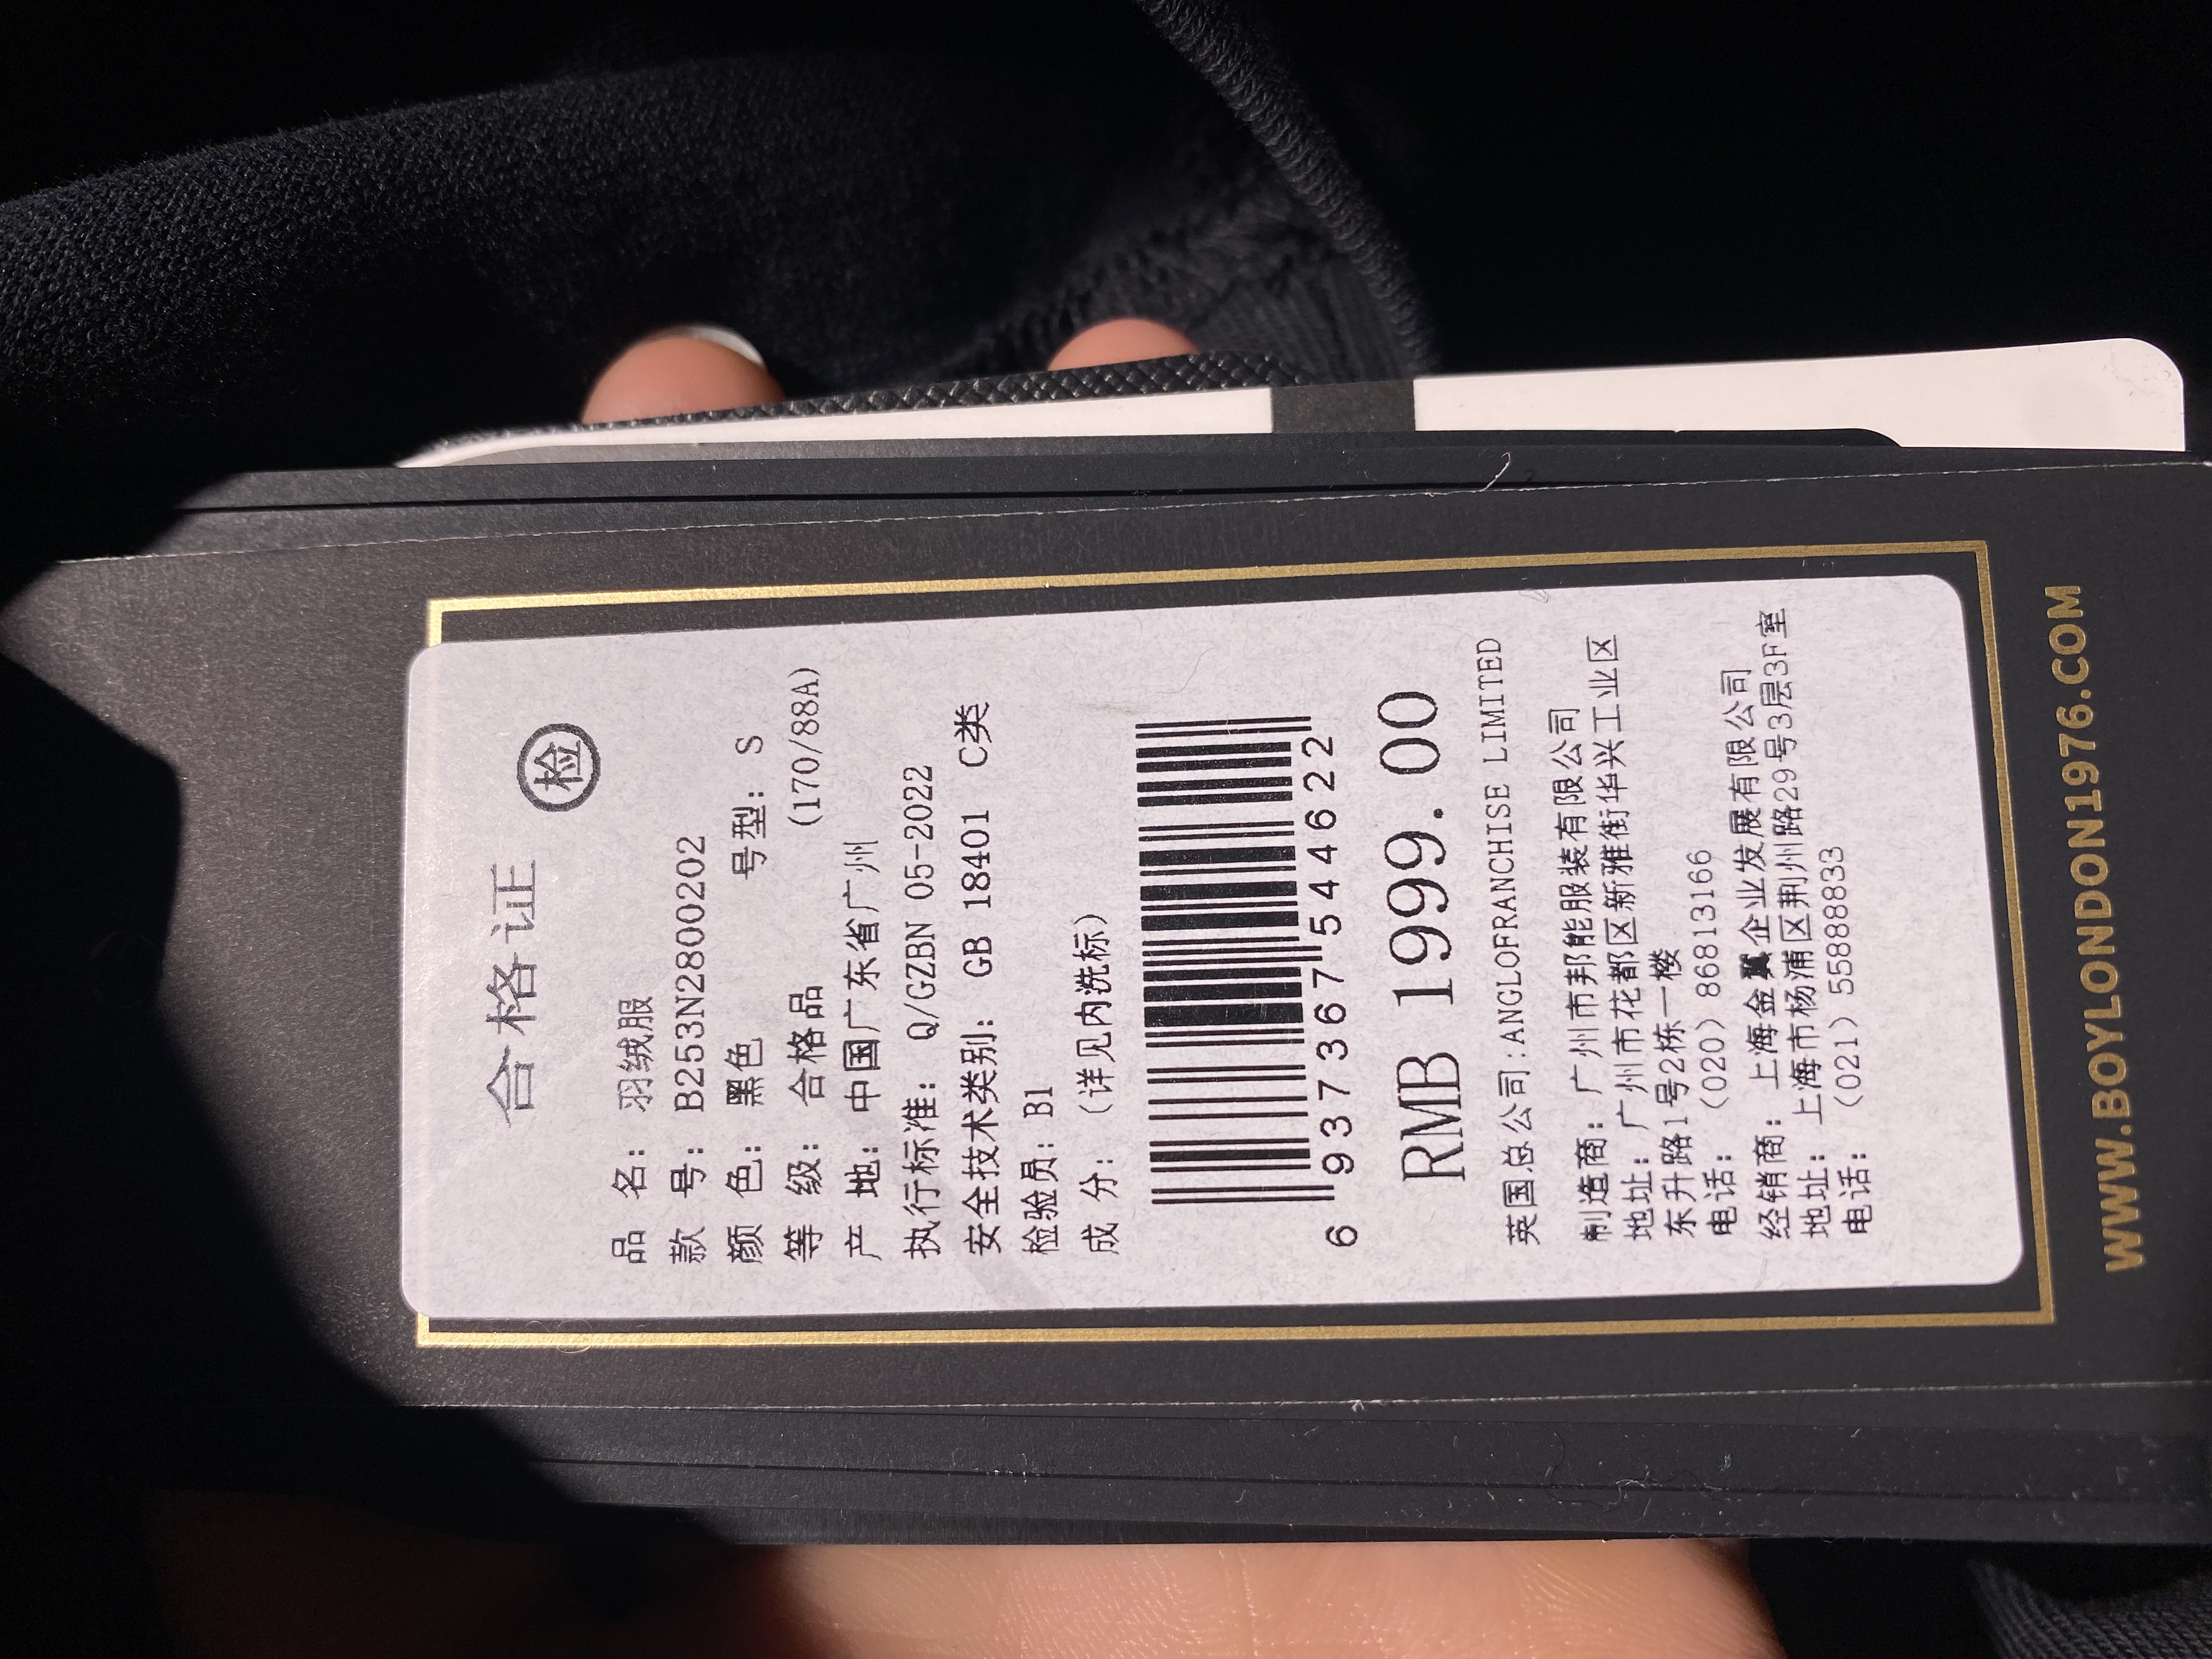 合格证
检
品 名: 羽绒服
款 号: B253N2800202
颜 色: 黑色 号型: S
(170/88A)
等 级: 合格品
产 地: 中国广东省广州
执行标准: Q/GZBN 05-2022
安全技术类别: GB 18401 C类
检验员: B1
成 分: (详见内洗标)
6 937367 544622
RMB 1999.00
英国总公司:ANGLOFRANCHISE LIMITED
制造商: 广州市邦能服装有限公司
地址: 广州市花都区新雅街华兴工业区
东升路1号2栋一楼
电话: (020) 86813166
经销商: 上海金翼企业发展有限公司
地址: 上海市杨浦区荆州路29号3层3F室
电话: (021) 55888833
WWW.BOYLONDON1976.COM